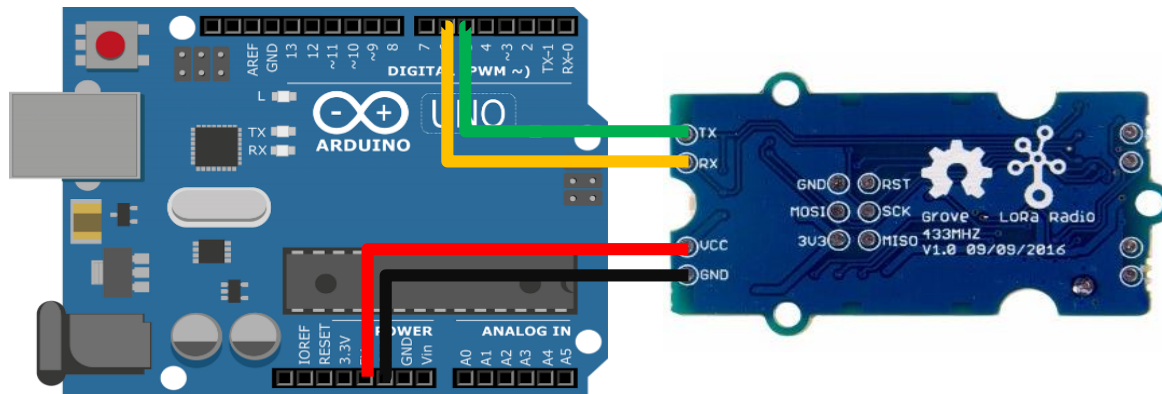 AREF
GND
13
12
~11
~10
~9
8
7
4
~3
2
TX-1
RX-0
DIGITAL (PWM ~)
L
TX
RX
UNO
ARDUINO
TX
RX
VCC
GND
GND
RST
MOSI
SCK
3V3
MISO
Grove - LoRa Radio
433MHZ
V1.0 09/09/2016
POWER
ANALOG IN
IOREF
RESET
3.3V
GND
Vin
A0
A1
A2
A3
A4
A5